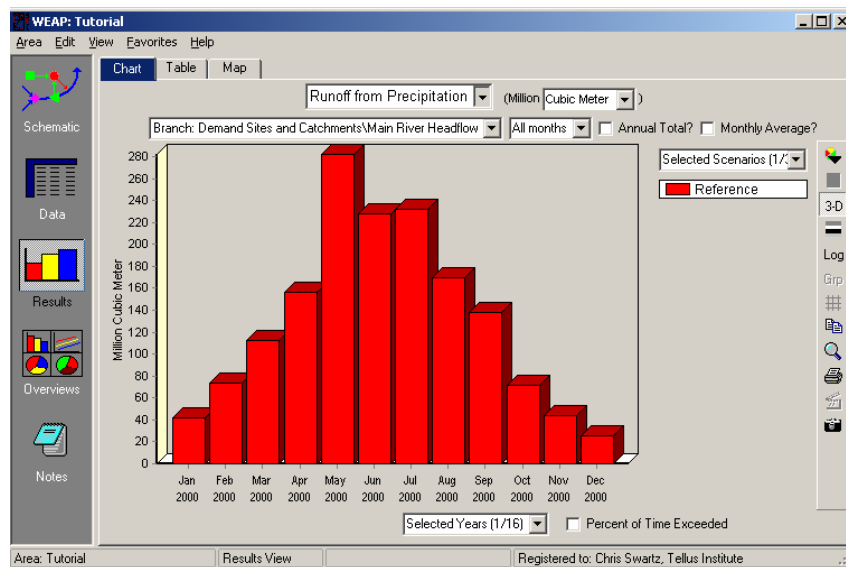 WEAP: Tutorial
Area Edit View Favorites Help
Chart Table Map
Runoff from Precipitation (Million Cubic Meter )
Branch: Demand Sites and Catchments\Main River Headflow All months Annual Total? Monthly Average?
Selected Scenarios (1/3
Reference
Schematic
Data
Results
Overviews
Notes
3-D
Log
Grp
Million Cubic Meter
280
260
240
220
200
180
160
140
120
100
80
60
40
20
0
Jan Feb Mar Apr May Jun Jul Aug Sep Oct Nov Dec
2000 2000 2000 2000 2000 2000 2000 2000 2000 2000 2000 2000
Selected Years (1/16) Percent of Time Exceeded
Area: Tutorial Results View Registered to: Chris Swartz, Tellus Institute